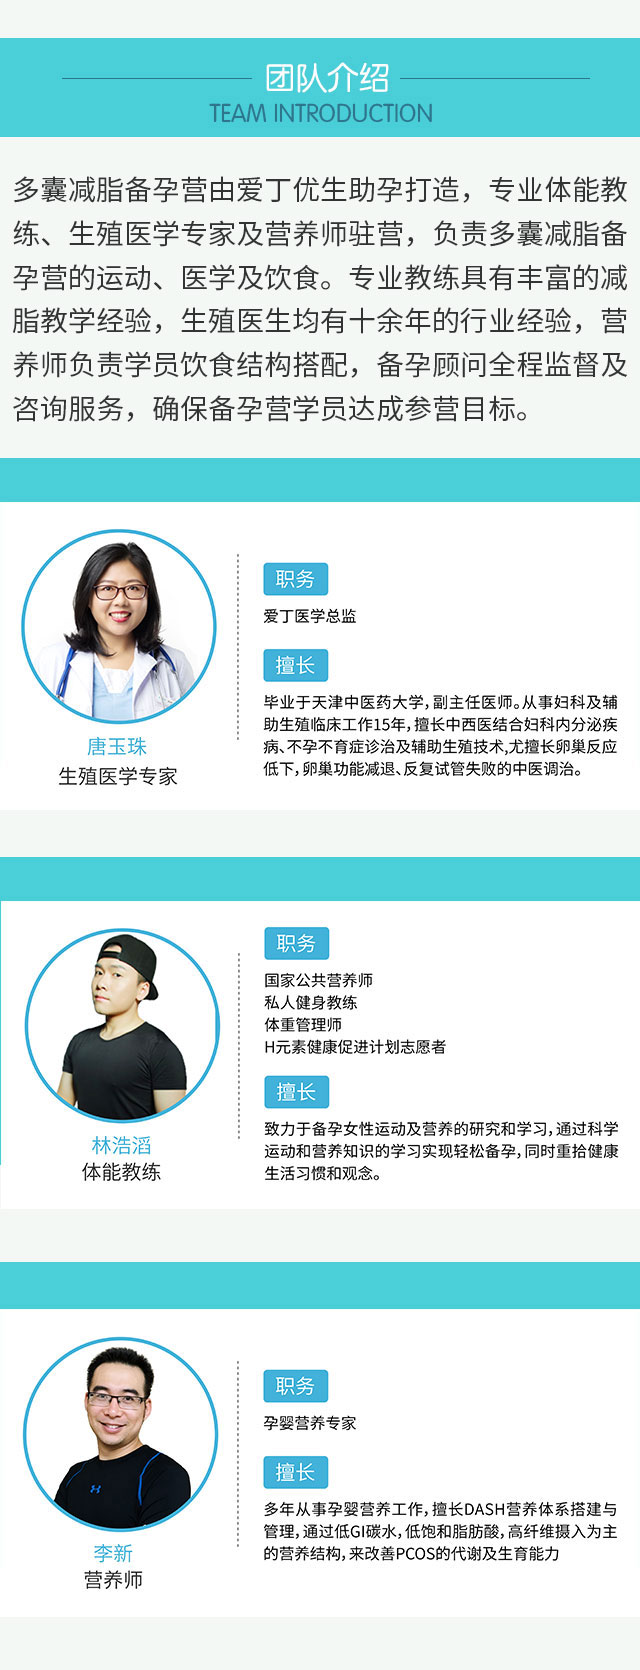 团队介绍
TEAM INTRODUCTION
多囊减脂备孕营由爱丁优生助孕打造，专业体能教
练、生殖医学专家及营养师驻营，负责多囊减脂备
孕营的运动、医学及饮食。专业教练具有丰富的减
脂教学经验，生殖医生均有十余年的行业经验，营
养师负责学员饮食结构搭配，备孕顾问全程监督及
咨询服务，确保备孕营学员达成参营目标。
唐玉珠
生殖医学专家
职务
爱丁医学总监
擅长
毕业于天津中医药大学，副主任医师。从事妇科及辅
助生殖临床工作15年，擅长中西医结合妇科内分泌疾
病、不孕不育症诊治及辅助生殖技术,尤擅长卵巢反应
低下，卵巢功能减退、反复试管失败的中医调治。
林浩滔
体能教练
职务
国家公共营养师
私人健身教练
体重管理师
H元素健康促进计划志愿者
擅长
致力于备孕女性运动及营养的研究和学习，通过科学
运动和营养知识的学习实现轻松备孕，同时重拾健康
生活习惯和观念。
李新
营养师
职务
孕婴营养专家
擅长
多年从事孕婴营养工作，擅长DASH营养体系搭建与
管理，通过低GI碳水，低饱和脂肪酸，高纤维摄入为主
的营养结构，来改善PCOS的代谢及生育能力